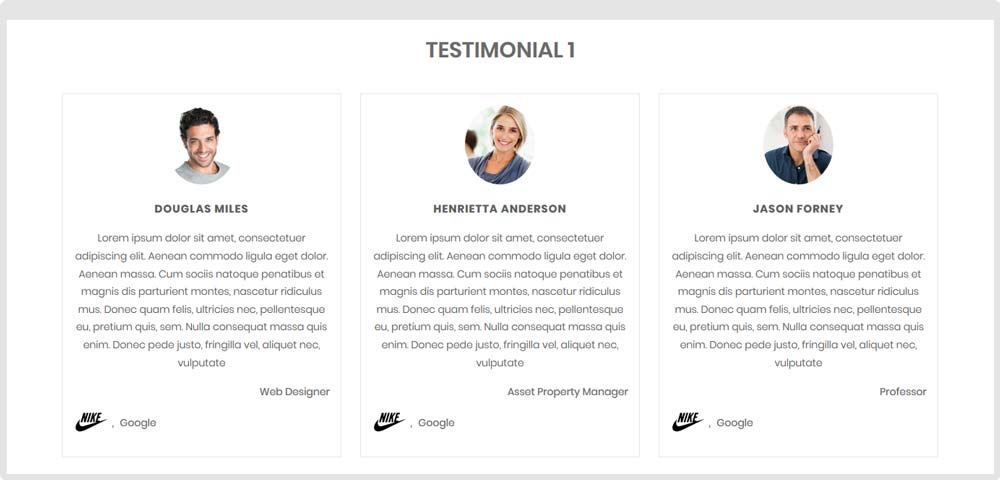 TESTIMONIAL 1
DOUGLAS MILES
Lorem ipsum dolor sit amet, consectetuer
adipiscing elit. Aenean commodo ligula eget dolor.
Aenean massa. Cum sociis natoque penatibus et
magnis dis parturient montes, nascetur ridiculus
mus. Donec quam felis, ultricies nec, pellentesque
eu, pretium quis, sem. Nulla consequat massa quis
enim. Donec pede justo, fringilla vel, aliquet nec,
vulputate
Web Designer
NIKE , Google
HENRIETTA ANDERSON
Lorem ipsum dolor sit amet, consectetuer
adipiscing elit. Aenean commodo ligula eget dolor.
Aenean massa. Cum sociis natoque penatibus et
magnis dis parturient montes, nascetur ridiculus
mus. Donec quam felis, ultricies nec, pellentesque
eu, pretium quis, sem. Nulla consequat massa quis
enim. Donec pede justo, fringilla vel, aliquet nec,
vulputate
Asset Property Manager
NIKE , Google
JASON FORNEY
Lorem ipsum dolor sit amet, consectetuer
adipiscing elit. Aenean commodo ligula eget dolor.
Aenean massa. Cum sociis natoque penatibus et
magnis dis parturient montes, nascetur ridiculus
mus. Donec quam felis, ultricies nec, pellentesque
eu, pretium quis, sem. Nulla consequat massa quis
enim. Donec pede justo, fringilla vel, aliquet nec,
vulputate
Professor
NIKE , Google